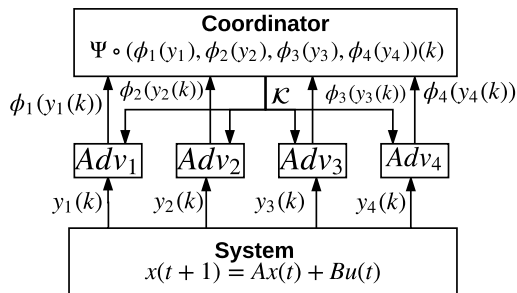 Coordinator
Ψ∘(ϕ₁(y₁), ϕ₂(y₂), ϕ₃(y₃), ϕ₄(y₄))(k)
ϕ₁(y₁(k)) ϕ₂(y₂(k)) 𝒦 ϕ₃(y₃(k)) ϕ₄(y₄(k))
Adv₁ Adv₂ Adv₃ Adv₄
y₁(k) y₂(k) y₃(k) y₄(k)
System
x(t + 1) = Ax(t) + Bu(t)